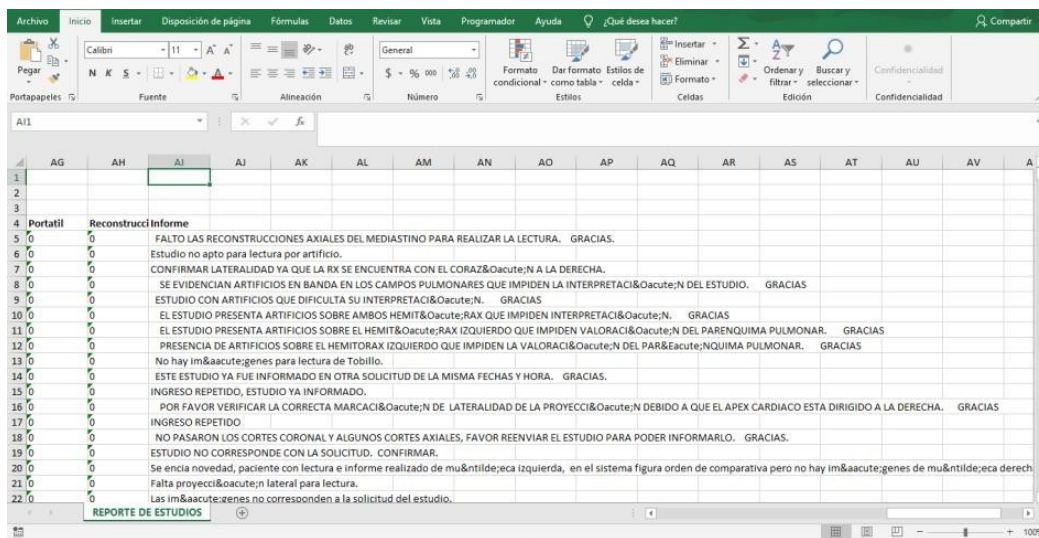 Archivo Inicio Insertar Disposición de página Fórmulas Datos Revisar Vista Programador Ayuda ¿Qué desea hacer? Compartir
Pegar
Calibri 11 A A
N K S A
General
$ % 000
Formato condicional
Dar formato como tabla
Estilos de celda
Insertar
Eliminar
Formato
Ordenar y filtrar
Buscar y seleccionar
Confidencialidad
Portapapeles Fuente Alineación Número Estilos Celdas Edición Confidencialidad
AI1 fx
AG AH AI AJ AK AL AM AN AO AP AQ AR AS AT AU AV A
1
2
3
4 Portatil Reconstrucci Informe
5 0 0 FALTO LAS RECONSTRUCCIONES AXIALES DEL MEDIASTINO PARA REALIZAR LA LECTURA. GRACIAS.
6 0 0 Estudio no apto para lectura por artificio.
7 0 0 CONFIRMAR LATERALIDAD YA QUE LA RX SE ENCUENTRA CON EL CORAZ&Oacute;N A LA DERECHA.
8 0 0 SE EVIDENCIAN ARTIFICIOS EN BANDA EN LOS CAMPOS PULMONARES QUE IMPIDEN LA INTERPRETACI&Oacute;N DEL ESTUDIO. GRACIAS
9 0 0 ESTUDIO CON ARTIFICIOS QUE DIFICULTA SU INTERPRETACI&Oacute;N. GRACIAS
10 0 0 EL ESTUDIO PRESENTA ARTIFICIOS SOBRE AMBOS HEMIT&Oacute;RAX QUE IMPIDEN INTERPRETACI&Oacute;N. GRACIAS
11 0 0 EL ESTUDIO PRESENTA ARTIFICIOS SOBRE EL HEMIT&Oacute;RAX IZQUIERDO QUE IMPIDEN VALORACI&Oacute;N DEL PARENQUIMA PULMONAR. GRACIAS
12 0 0 PRESENCIA DE ARTIFICIOS SOBRE EL HEMITORAX IZQUIERDO QUE IMPIDEN LA VALORACI&Oacute;N DEL PAR&Eacute;NQUIMA PULMONAR. GRACIAS
13 0 0 No hay im&aacute;genes para lectura de Tobillo.
14 0 0 ESTE ESTUDIO YA FUE INFORMADO EN OTRA SOLICITUD DE LA MISMA FECHAS Y HORA. GRACIAS.
15 0 0 INGRESO REPETIDO, ESTUDIO YA INFORMADO.
16 0 0 POR FAVOR VERIFICAR LA CORRECTA MARCACI&Oacute;N DE LATERALIDAD DE LA PROYECCI&Oacute;N DEBIDO A QUE EL APEX CARDIACO ESTA DIRIGIDO A LA DERECHA. GRACIAS
17 0 0 INGRESO REPETIDO
18 0 0 NO PASARON LOS CORTES CORONAL Y ALGUNOS CORTES AXIALES, FAVOR REENVIAR EL ESTUDIO PARA PODER INFORMARLO. GRACIAS.
19 0 0 ESTUDIO NO CORRESPONDE CON LA SOLICITUD. CONFIRMAR.
20 0 0 Se encia novedad, paciente con lectura e informe realizado de mu&ntilde;eca izquierda, en el sistema figura orden de comparativa pero no hay im&aacute;genes de mu&ntilde;eca derech
21 0 0 Falta proyecci&oacute;n lateral para lectura.
22 0 0 Las im&aacute;genes no corresponden a la solicitud del estudio.
REPORTE DE ESTUDIOS